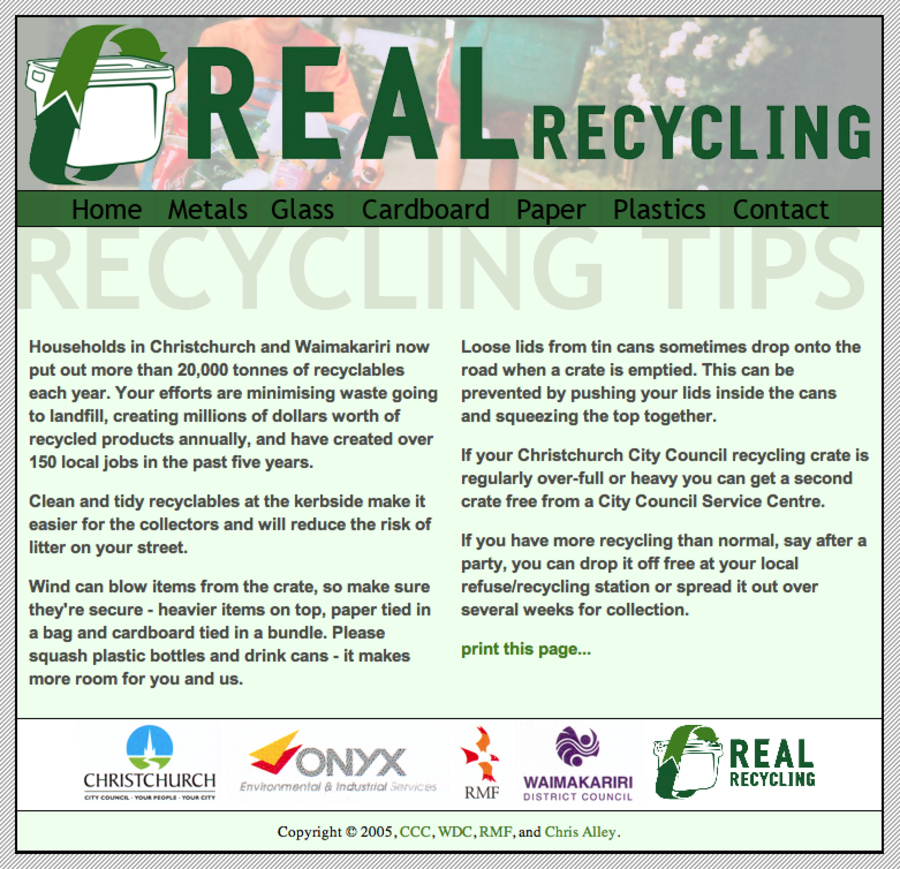 REAL RECYCLING
Home Metals Glass Cardboard Paper Plastics Contact
RECYCLING TIPS
Households in Christchurch and Waimakariri now
put out more than 20,000 tonnes of recyclables
each year. Your efforts are minimising waste going
to landfill, creating millions of dollars worth of
recycled products annually, and have created over
150 local jobs in the past five years.
Clean and tidy recyclables at the kerbside make it
easier for the collectors and will reduce the risk of
litter on your street.
Wind can blow items from the crate, so make sure
they're secure - heavier items on top, paper tied in
a bag and cardboard tied in a bundle. Please
squash plastic bottles and drink cans - it makes
more room for you and us.
Loose lids from tin cans sometimes drop onto the
road when a crate is emptied. This can be
prevented by pushing your lids inside the cans
and squeezing the top together.
If your Christchurch City Council recycling crate is
regularly over-full or heavy you can get a second
crate free from a City Council Service Centre.
If you have more recycling than normal, say after a
party, you can drop it off free at your local
refuse/recycling station or spread it out over
several weeks for collection.
print this page...
CHRISTCHURCH
CITY COUNCIL · YOUR PEOPLE · YOUR CITY
ONYX
Environmental & Industrial Services
RMF
WAIMAKARIRI
DISTRICT COUNCIL
REAL
RECYCLING
Copyright © 2005, CCC, WDC, RMF, and Chris Alley.